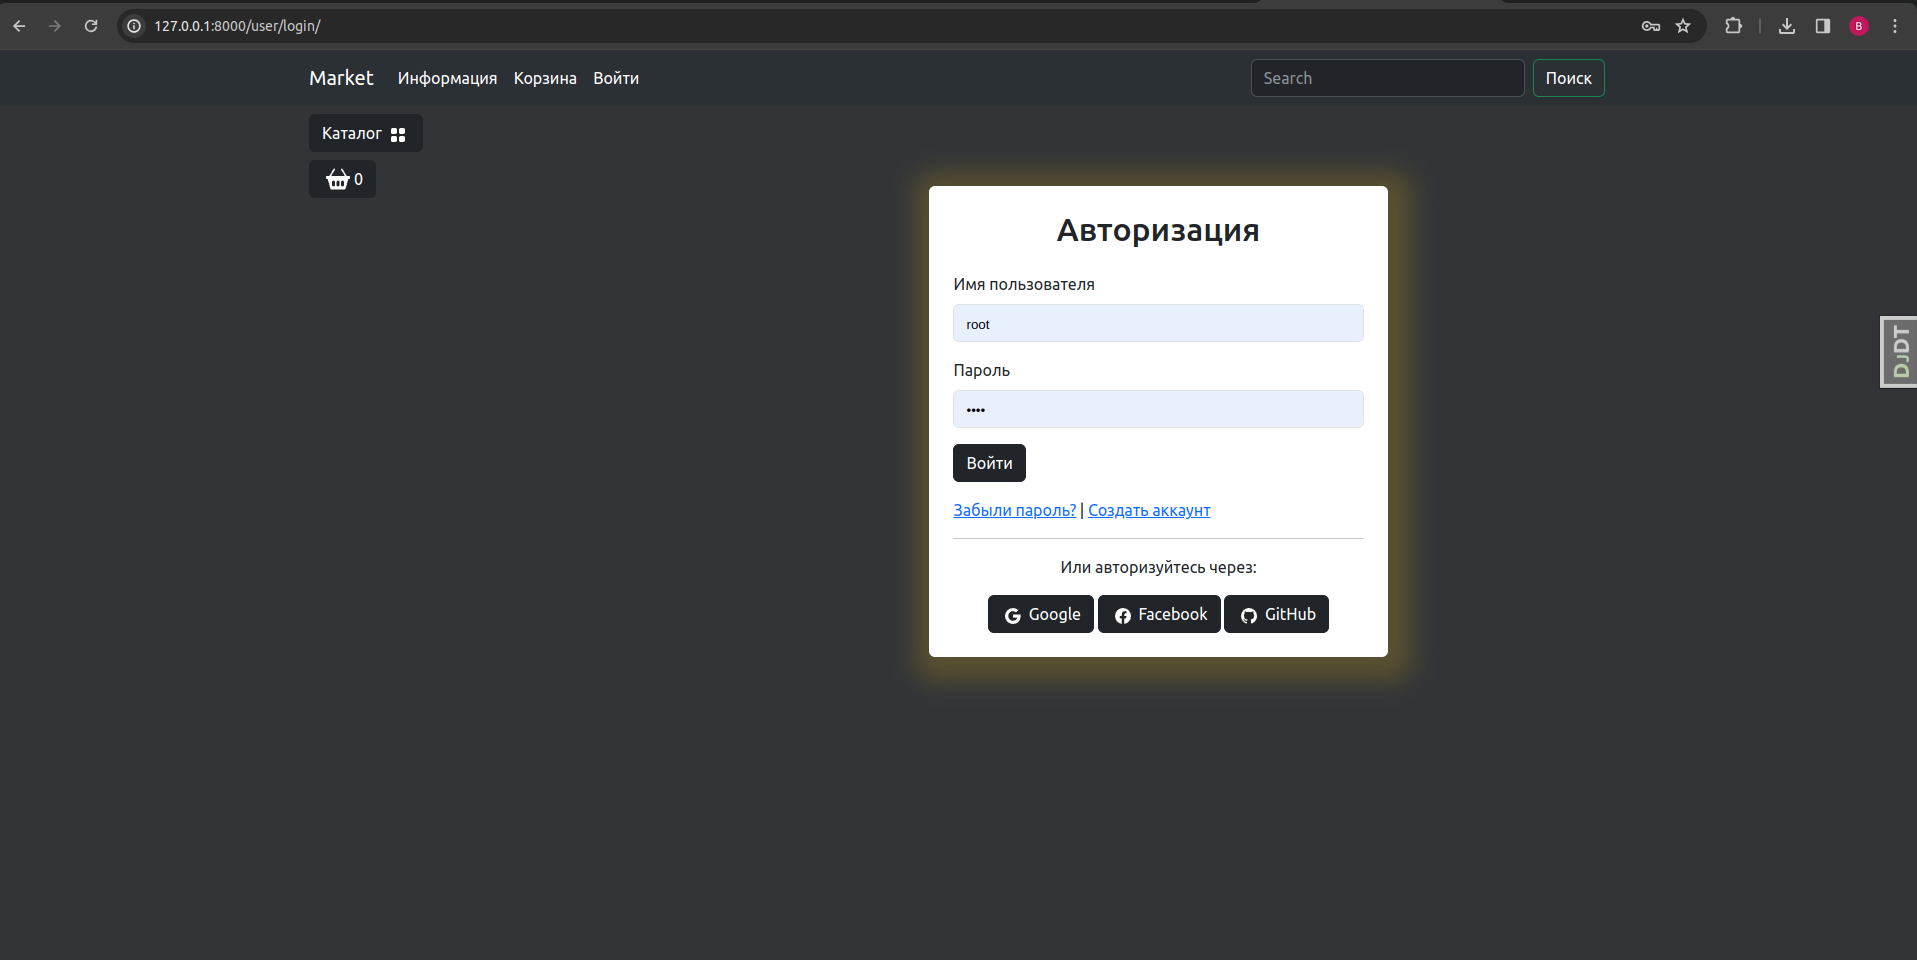 127.0.0.1:8000/user/login/
B
Market Информация Корзина Войти Search Поиск
Каталог
0
Авторизация
Имя пользователя
root
Пароль
••••
Войти
Забыли пароль? | Создать аккаунт
Или авторизуйтесь через:
Google Facebook GitHub
DJDT